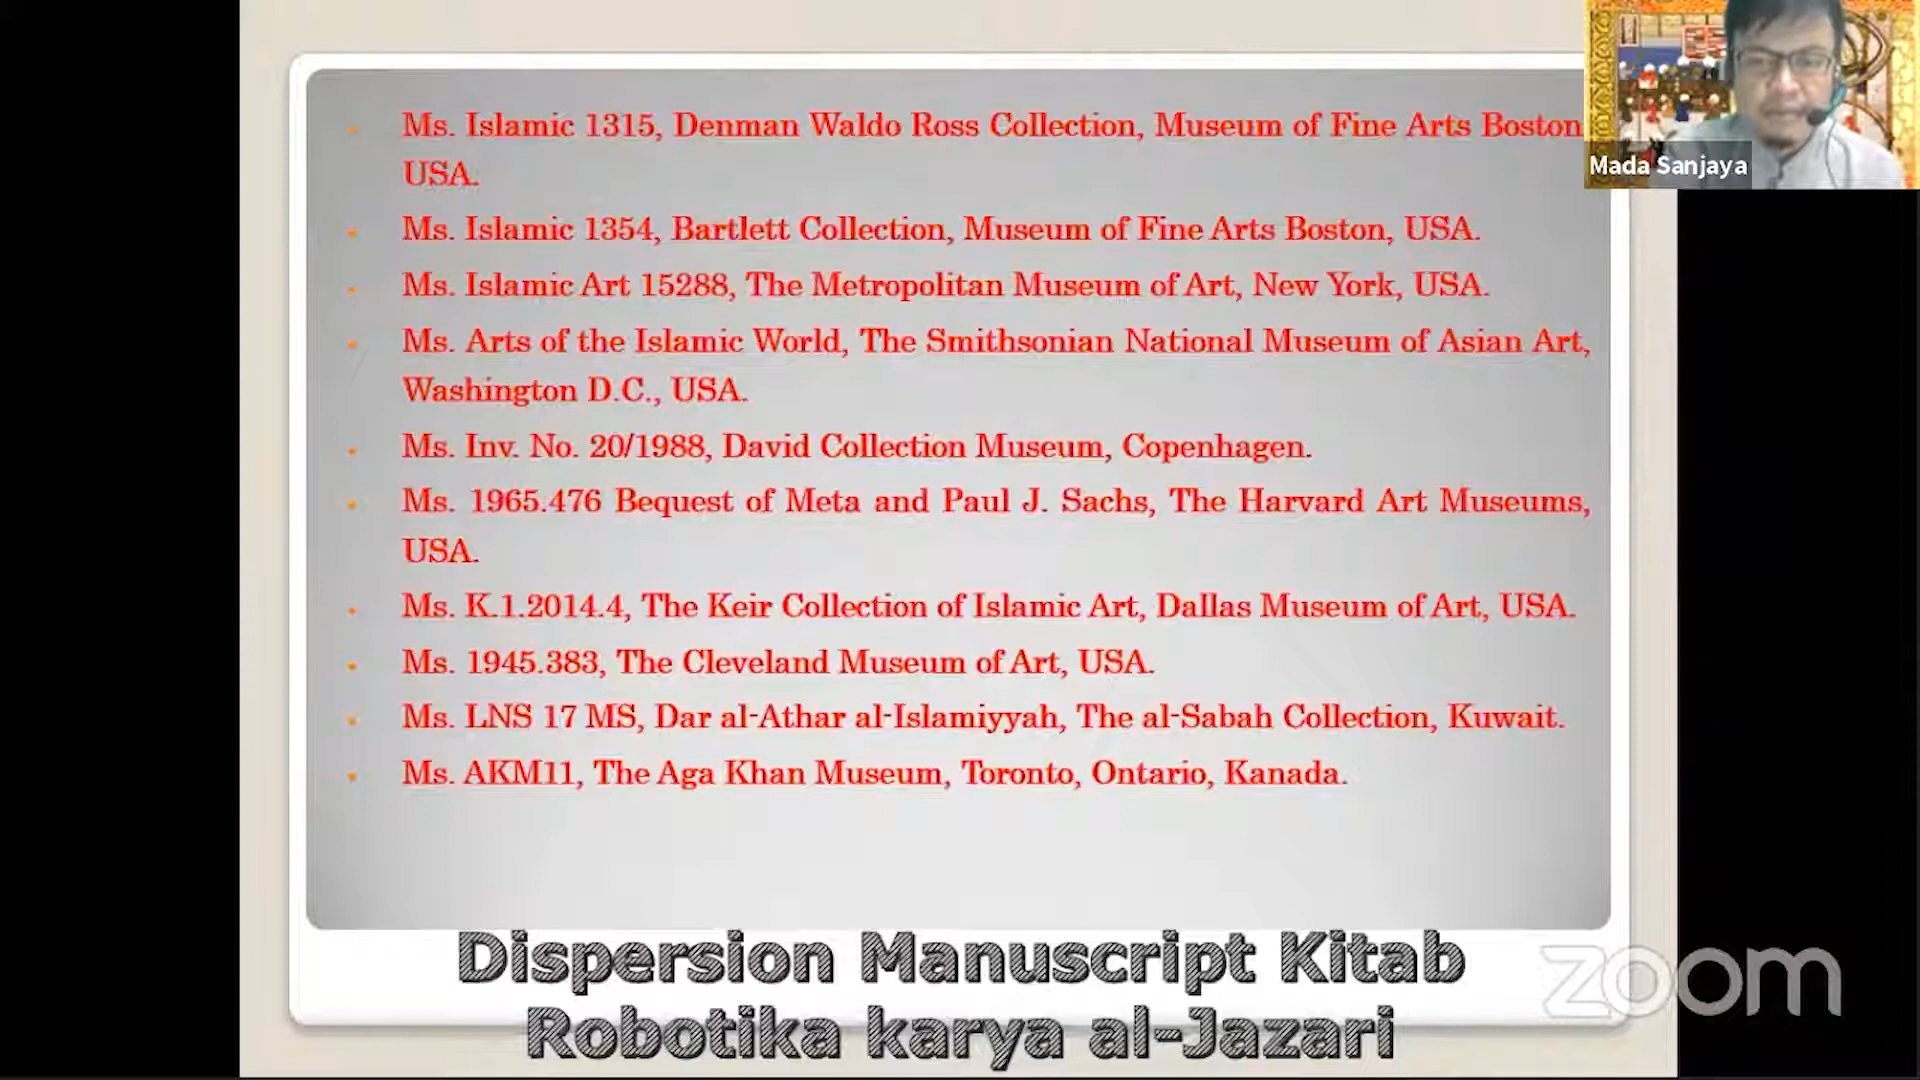 Ms. Islamic 1315, Denman Waldo Ross Collection, Museum of Fine Arts Boston
USA.
Ms. Islamic 1354, Bartlett Collection, Museum of Fine Arts Boston, USA.
Ms. Islamic Art 15288, The Metropolitan Museum of Art, New York, USA.
Ms. Arts of the Islamic World, The Smithsonian National Museum of Asian Art,
Washington D.C., USA.
Ms. Inv. No. 20/1988, David Collection Museum, Copenhagen.
Ms. 1965.476 Bequest of Meta and Paul J. Sachs, The Harvard Art Museums,
USA.
Ms. K.1.2014.4, The Keir Collection of Islamic Art, Dallas Museum of Art, USA.
Ms. 1945.383, The Cleveland Museum of Art, USA.
Ms. LNS 17 MS, Dar al-Athar al-Islamiyyah, The al-Sabah Collection, Kuwait.
Ms. AKM11, The Aga Khan Museum, Toronto, Ontario, Kanada.
Dispersion Manuscript Kitab
Robotika karya al-Jazari
Mada Sanjaya
zoom